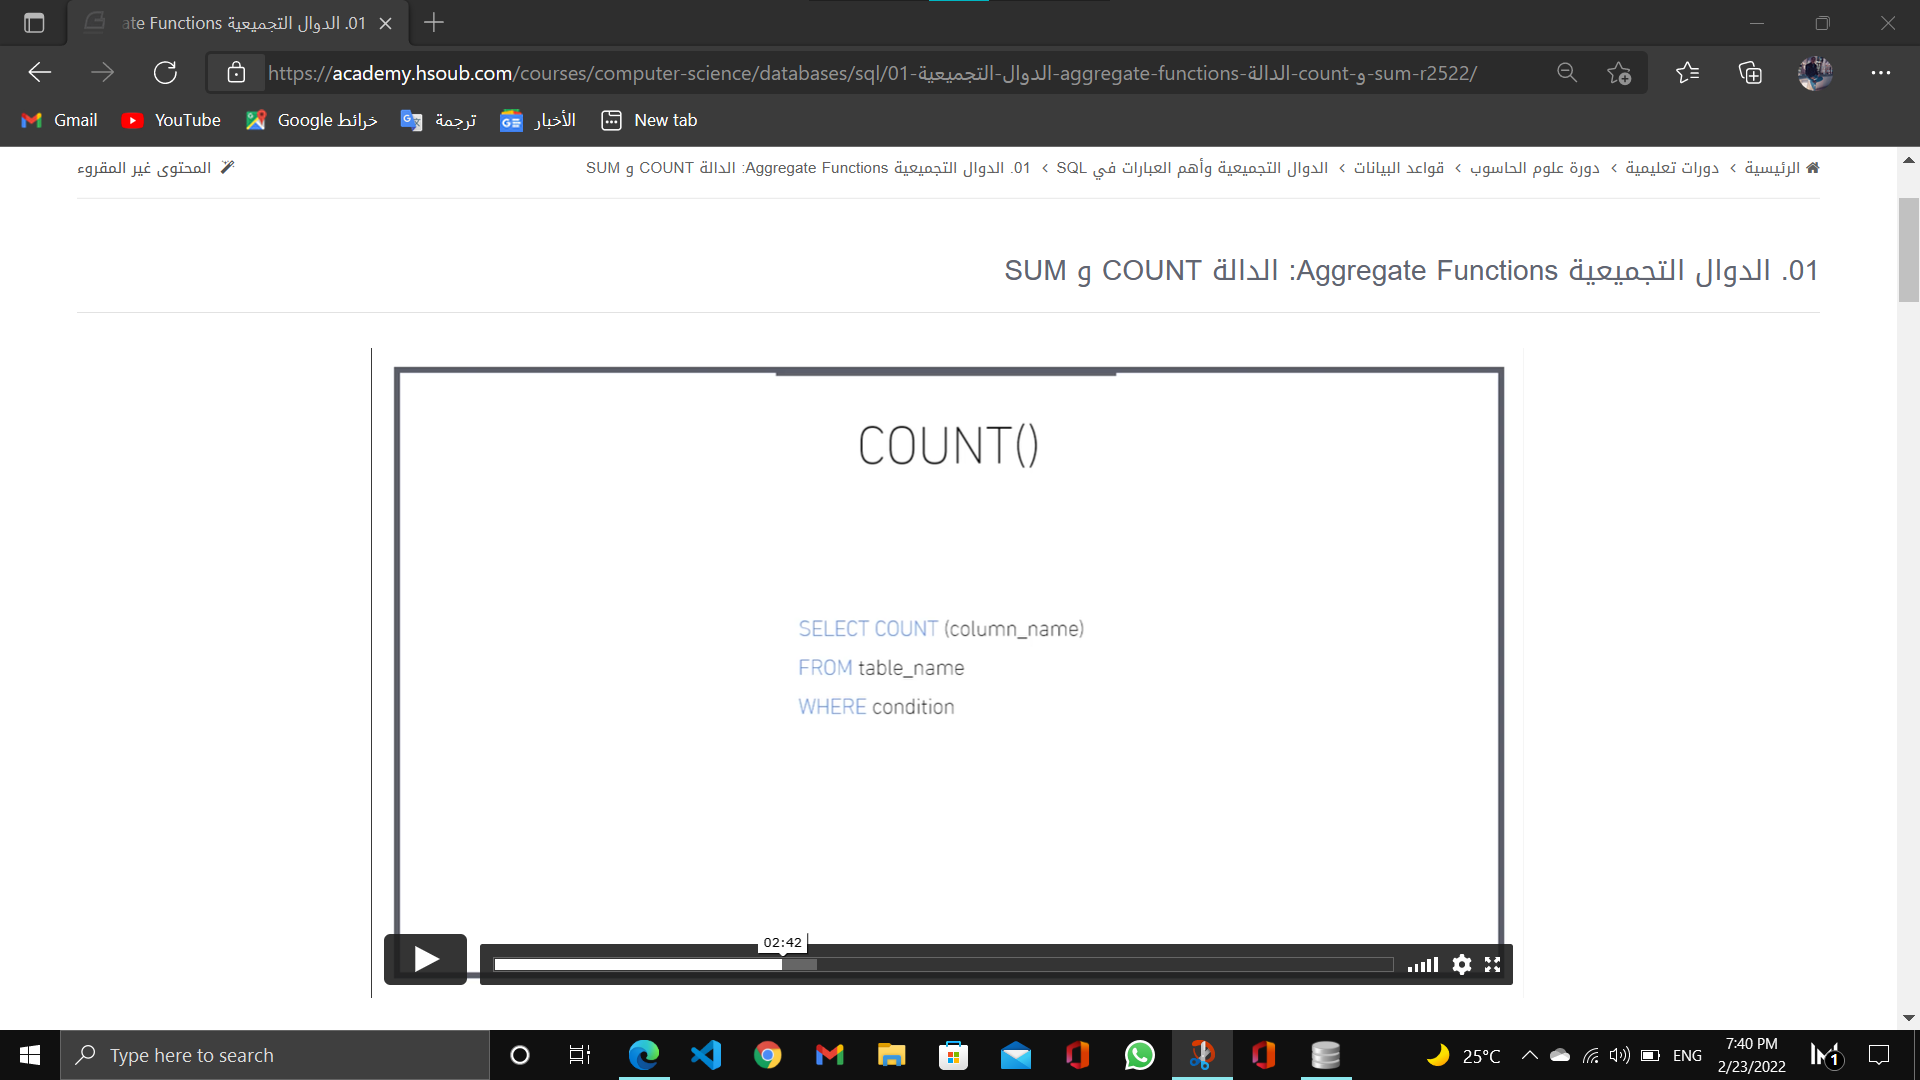 01. الدوال التجميعية ate Functions
https://academy.hsoub.com/courses/computer-science/databases/sql/01-الدوال-التجميعية-aggregate-functions-الدالة-count-و-sum-r2522/
Gmail YouTube خرائط Google ترجمة الأخبار New tab
الرئيسية › دورات تعليمية › دورة علوم الحاسوب › قواعد البيانات › الدوال التجميعية وأهم العبارات في SQL › 01. الدوال التجميعية Aggregate Functions: الدالة COUNT و SUM
المحتوى غير المقروء
01. الدوال التجميعية Aggregate Functions: الدالة COUNT و SUM
COUNT()
SELECT COUNT (column_name)
FROM table_name
WHERE condition
02:42
Type here to search
25°C ENG
7:40 PM
2/23/2022
1